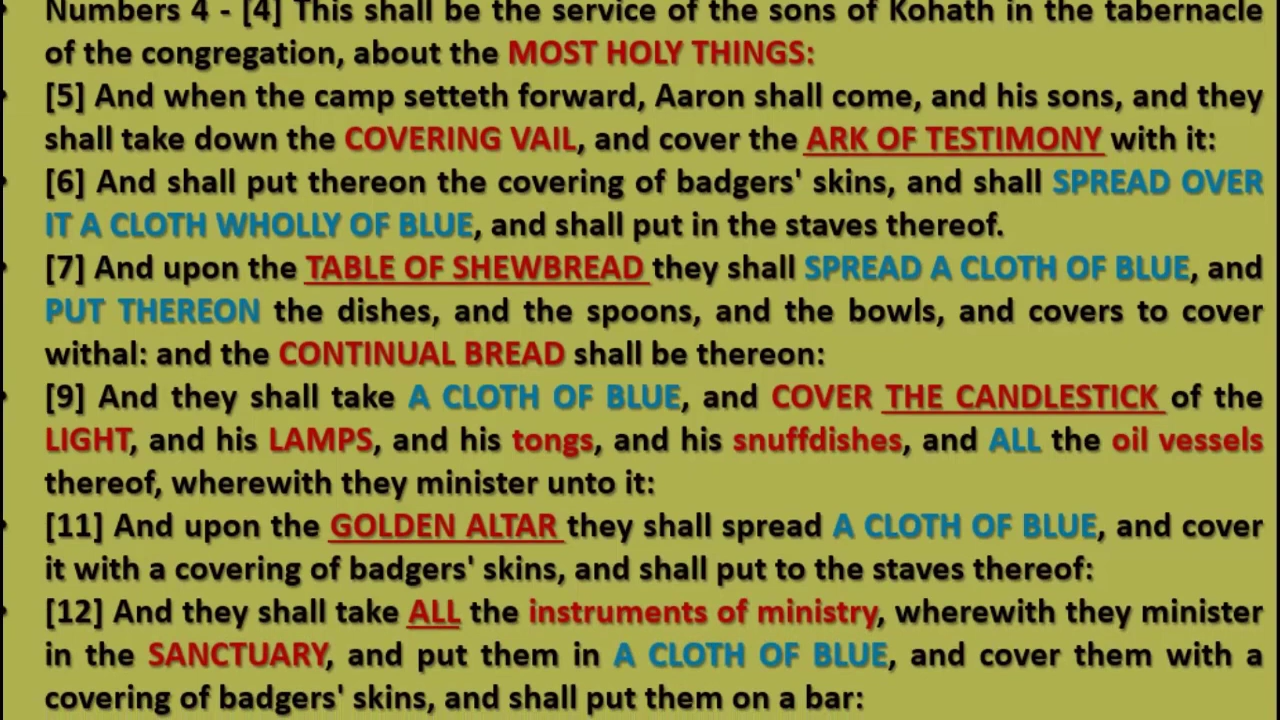 Numbers 4 - [4] This shall be the service of the sons of Kohath in the tabernacle
of the congregation, about the MOST HOLY THINGS:
[5] And when the camp setteth forward, Aaron shall come, and his sons, and they
shall take down the COVERING VAIL, and cover the ARK OF TESTIMONY with it:
[6] And shall put thereon the covering of badgers' skins, and shall SPREAD OVER
IT A CLOTH WHOLLY OF BLUE, and shall put in the staves thereof.
[7] And upon the TABLE OF SHEWBREAD they shall SPREAD A CLOTH OF BLUE, and
PUT THEREON the dishes, and the spoons, and the bowls, and covers to cover
withal: and the CONTINUAL BREAD shall be thereon:
[9] And they shall take A CLOTH OF BLUE, and COVER THE CANDLESTICK of the
LIGHT, and his LAMPS, and his tongs, and his snuffdishes, and ALL the oil vessels
thereof, wherewith they minister unto it:
[11] And upon the GOLDEN ALTAR they shall spread A CLOTH OF BLUE, and cover
it with a covering of badgers' skins, and shall put to the staves thereof:
[12] And they shall take ALL the instruments of ministry, wherewith they minister
in the SANCTUARY, and put them in A CLOTH OF BLUE, and cover them with a
covering of badgers' skins, and shall put them on a bar: